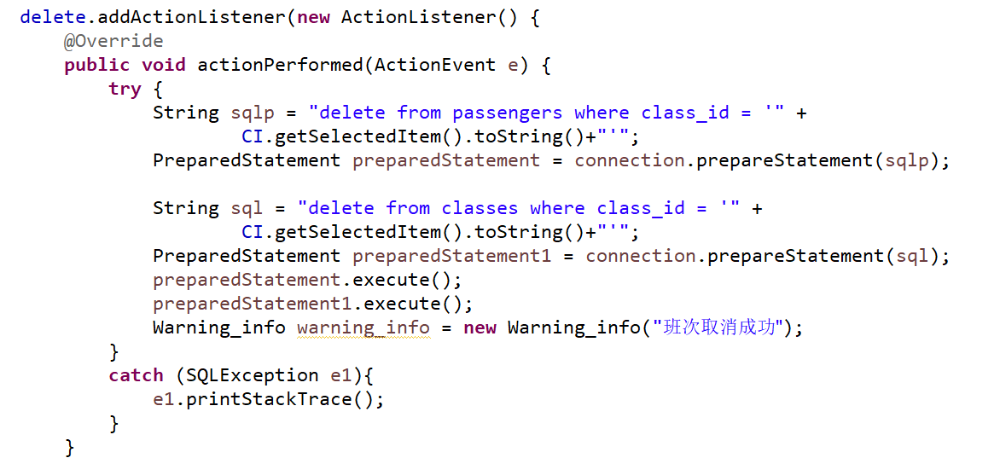 delete.addActionListener(new ActionListener() {
@Override
public void actionPerformed(ActionEvent e) {
try {
String sqlp = "delete from passengers where class_id = '" +
CI.getSelectedItem().toString()+"'";
PreparedStatement preparedStatement = connection.prepareStatement(sqlp);
String sql = "delete from classes where class_id = '" +
CI.getSelectedItem().toString()+"'";
PreparedStatement preparedStatement1 = connection.prepareStatement(sql);
preparedStatement.execute();
preparedStatement1.execute();
Warning_info warning_info = new Warning_info("班次取消成功");
}
catch (SQLException e1){
e1.printStackTrace();
}
}